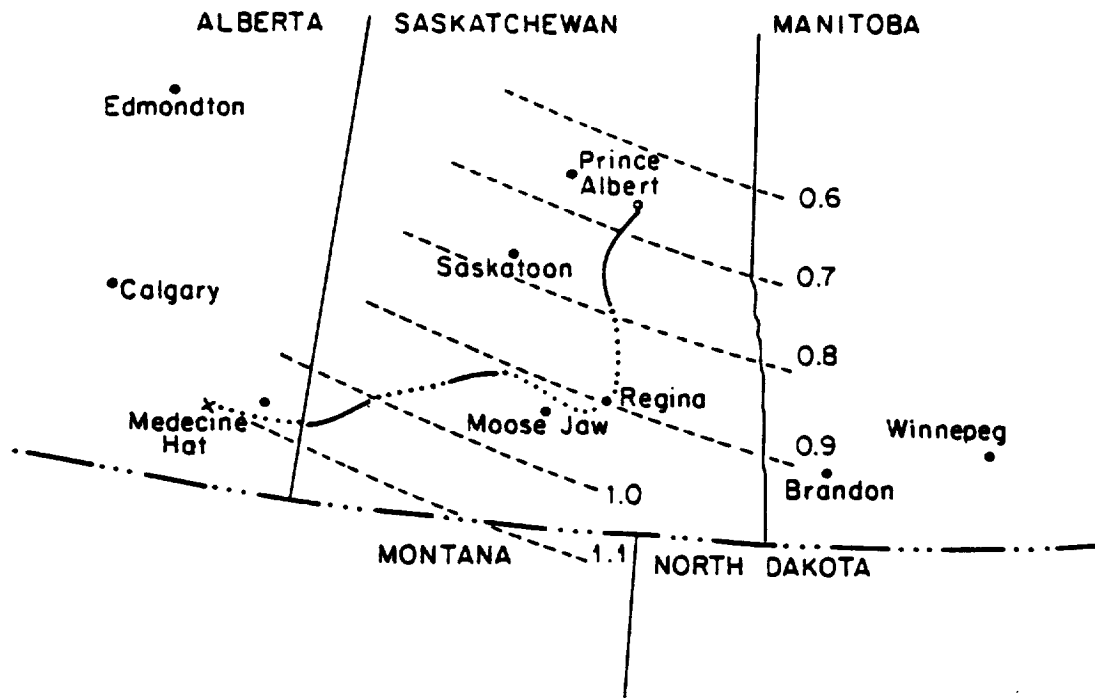 ALBERTA
SASKATCHEWAN
MANITOBA
Edmondton
Prince
Albert
0.6
Saskatoon
0.7
Calgary
0.8
Regina
Medecine
Hat
Moose Jaw
0.9
Winnepeg
Brandon
1.0
MONTANA
1.1
NORTH DAKOTA